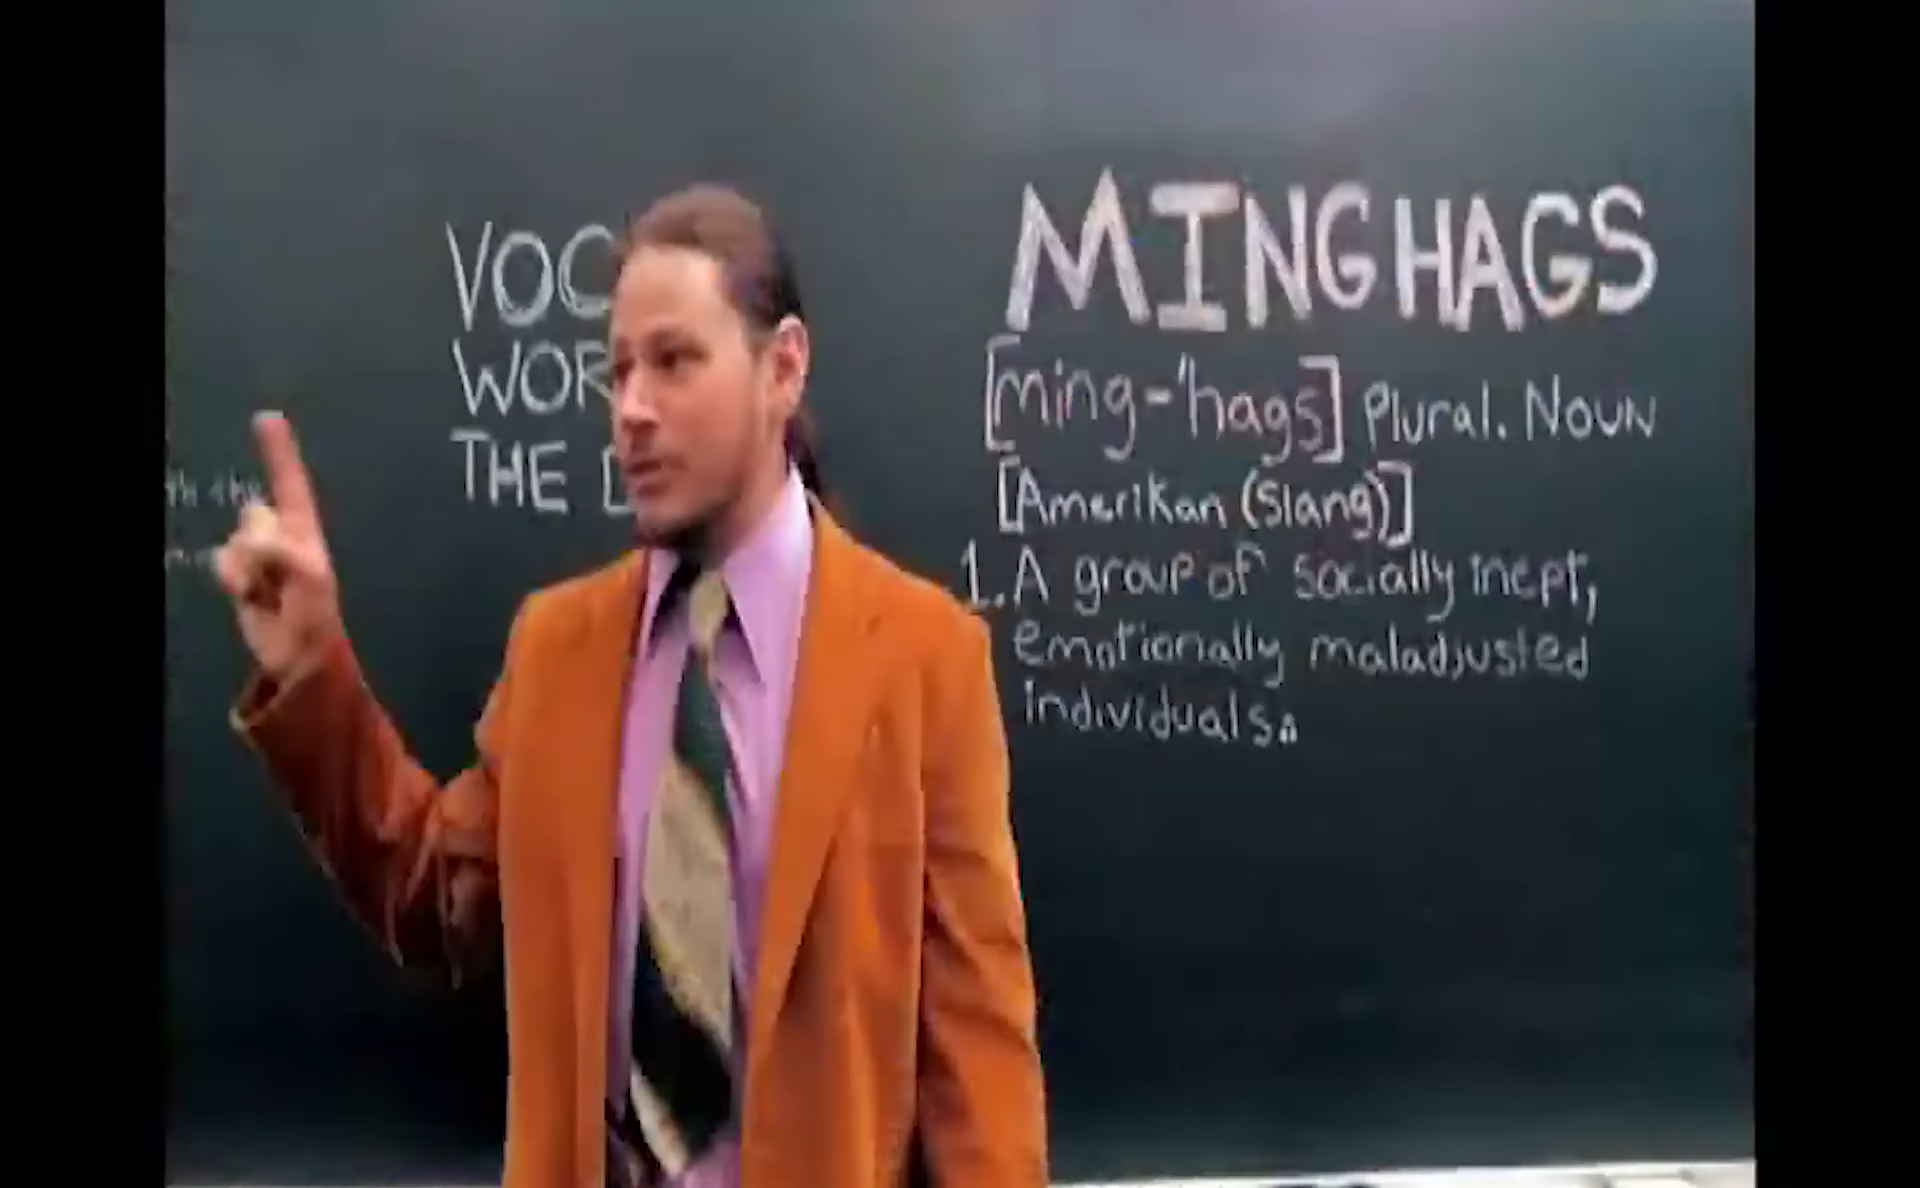 VOC
WOR
THE D
MINGHAGS
[ming-'hags] Plural. NOUN
[Amerikan (Slang)]
1. A group of socially inept,
emotionally maladjusted
individuals.